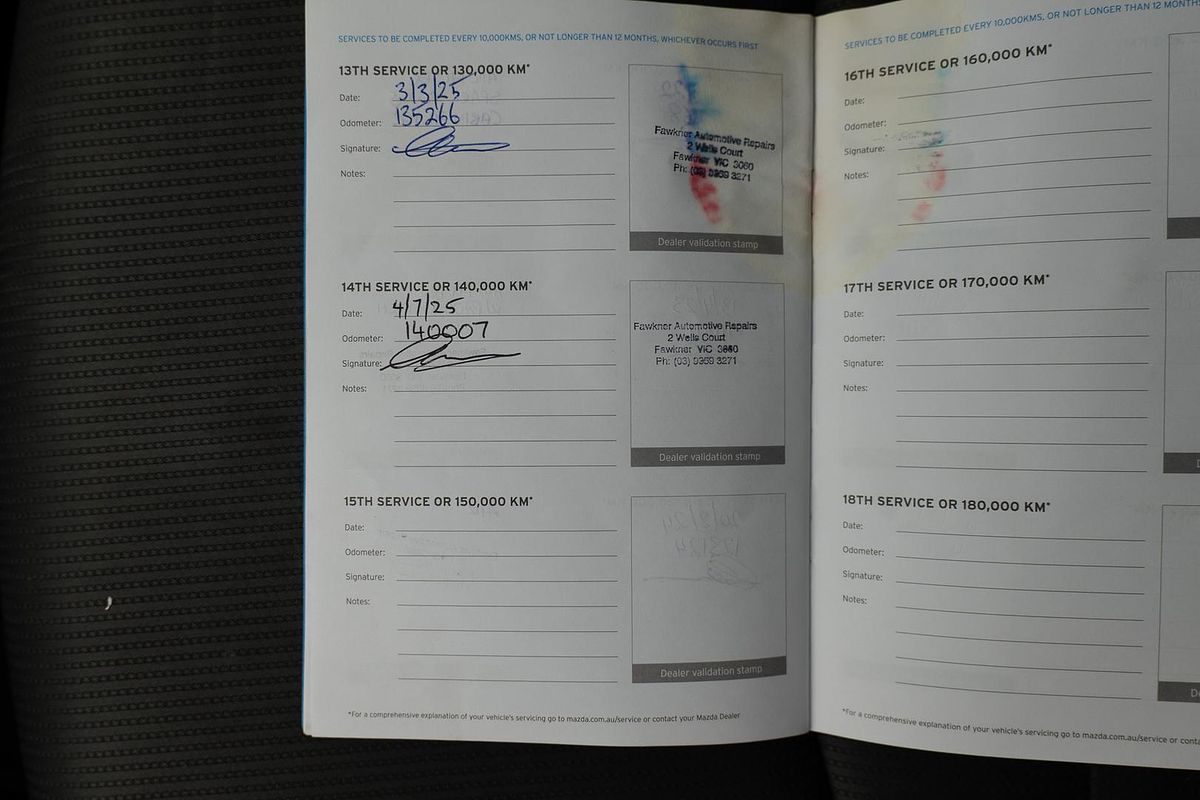 SERVICES TO BE COMPLETED EVERY 10,000KMS, OR NOT LONGER THAN 12 MONTHS, WHICHEVER OCCURS FIRST
13TH SERVICE OR 130,000 KM*
Date: 3/3/25
Odometer: 135266
Signature:
Notes:
Fawkner Automotive Repairs
2 Wells Court
Fawkner VIC 3060
Ph: (03) 9359 3271
Dealer validation stamp
14TH SERVICE OR 140,000 KM*
Date: 4/7/25
Odometer: 140007
Signature:
Notes:
Fawkner Automotive Repairs
2 Wells Court
Fawkner VIC 3060
Ph: (03) 9359 3271
Dealer validation stamp
15TH SERVICE OR 150,000 KM*
Date:
Odometer:
Signature:
Notes:
Dealer validation stamp
*For a comprehensive explanation of your vehicle's servicing go to mazda.com.au/service or contact your Mazda Dealer
SERVICES TO BE COMPLETED EVERY 10,000KMS, OR NOT LONGER THAN 12 MONTHS
16TH SERVICE OR 160,000 KM*
Date:
Odometer:
Signature:
Notes:
17TH SERVICE OR 170,000 KM*
Date:
Odometer:
Signature:
Notes:
18TH SERVICE OR 180,000 KM*
Date:
Odometer:
Signature:
Notes:
*For a comprehensive explanation of your vehicle's servicing go to mazda.com.au/service or